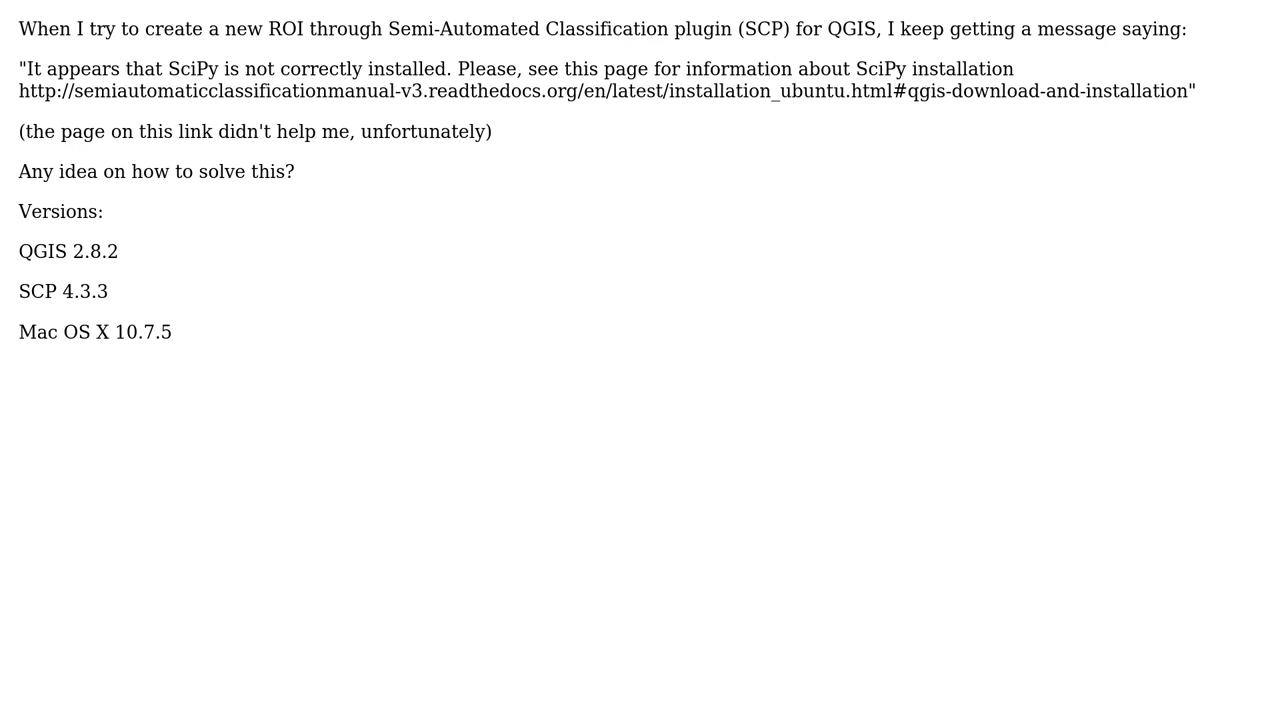 When I try to create a new ROI through Semi-Automated Classification plugin (SCP) for QGIS, I keep getting a message saying:
"It appears that SciPy is not correctly installed. Please, see this page for information about SciPy installation
http://semiautomaticclassificationmanual-v3.readthedocs.org/en/latest/installation_ubuntu.html#qgis-download-and-installation"
(the page on this link didn't help me, unfortunately)
Any idea on how to solve this?
Versions:
QGIS 2.8.2
SCP 4.3.3
Mac OS X 10.7.5